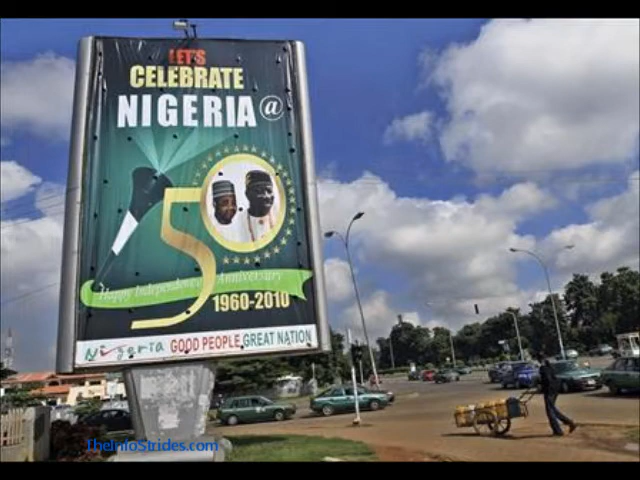 LET'S
CELEBRATE
NIGERIA@
50
Happy Independence Anniversary
1960-2010
Nigeria GOOD PEOPLE, GREAT NATION
TheInfoStrides.com